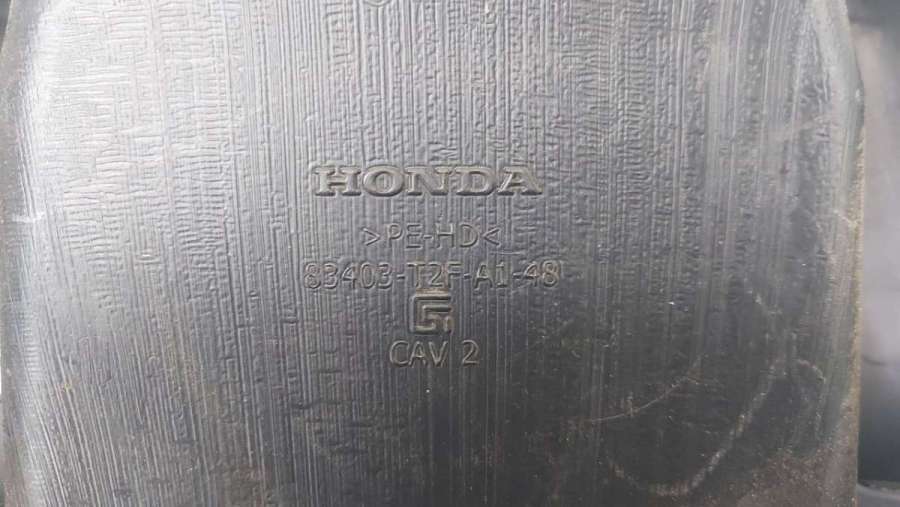 HONDA
>PE-HD<
83403-T2F-A1-48
CAV 2